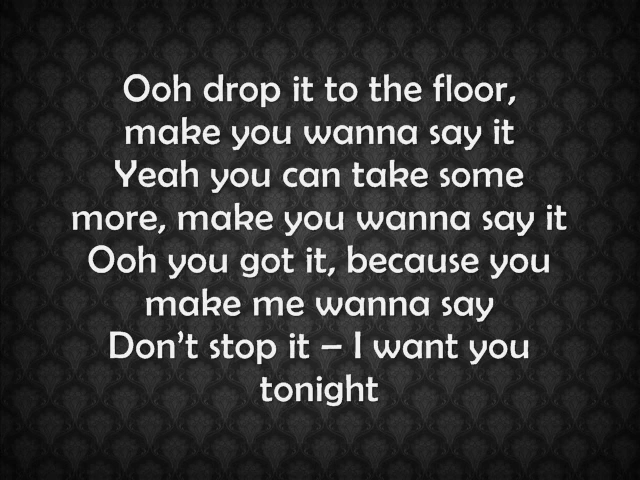 Ooh drop it to the floor,
make you wanna say it
Yeah you can take some
more, make you wanna say it
Ooh you got it, because you
make me wanna say
Don’t stop it – I want you
tonight